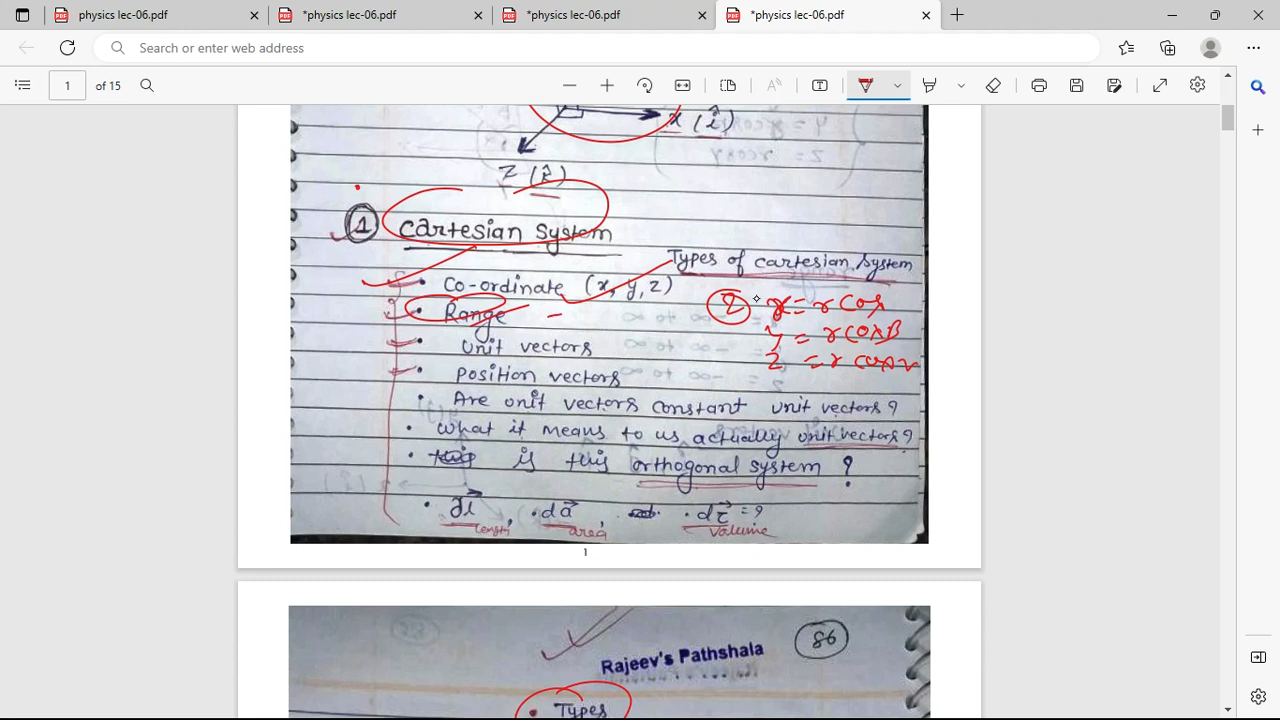 physics lec-06.pdf
*physics lec-06.pdf
*physics lec-06.pdf
*physics lec-06.pdf
Search or enter web address
1 of 15
x (î)
z (k̂)
① Cartesian System
Types of cartesian System
• Co-ordinate (x, y, z)
② x = r cos
• Range -
y = r cosβ
• Unit vectors
z = r cos
• position vectors
• Are unit vectors constant unit vectors?
• What it means to us actually unit vectors?
• is this orthogonal system ?
• dl⃗, • da⃗, • dτ⃗ = ?
length area volume
1
86
Rajeev's Pathshala
• Types